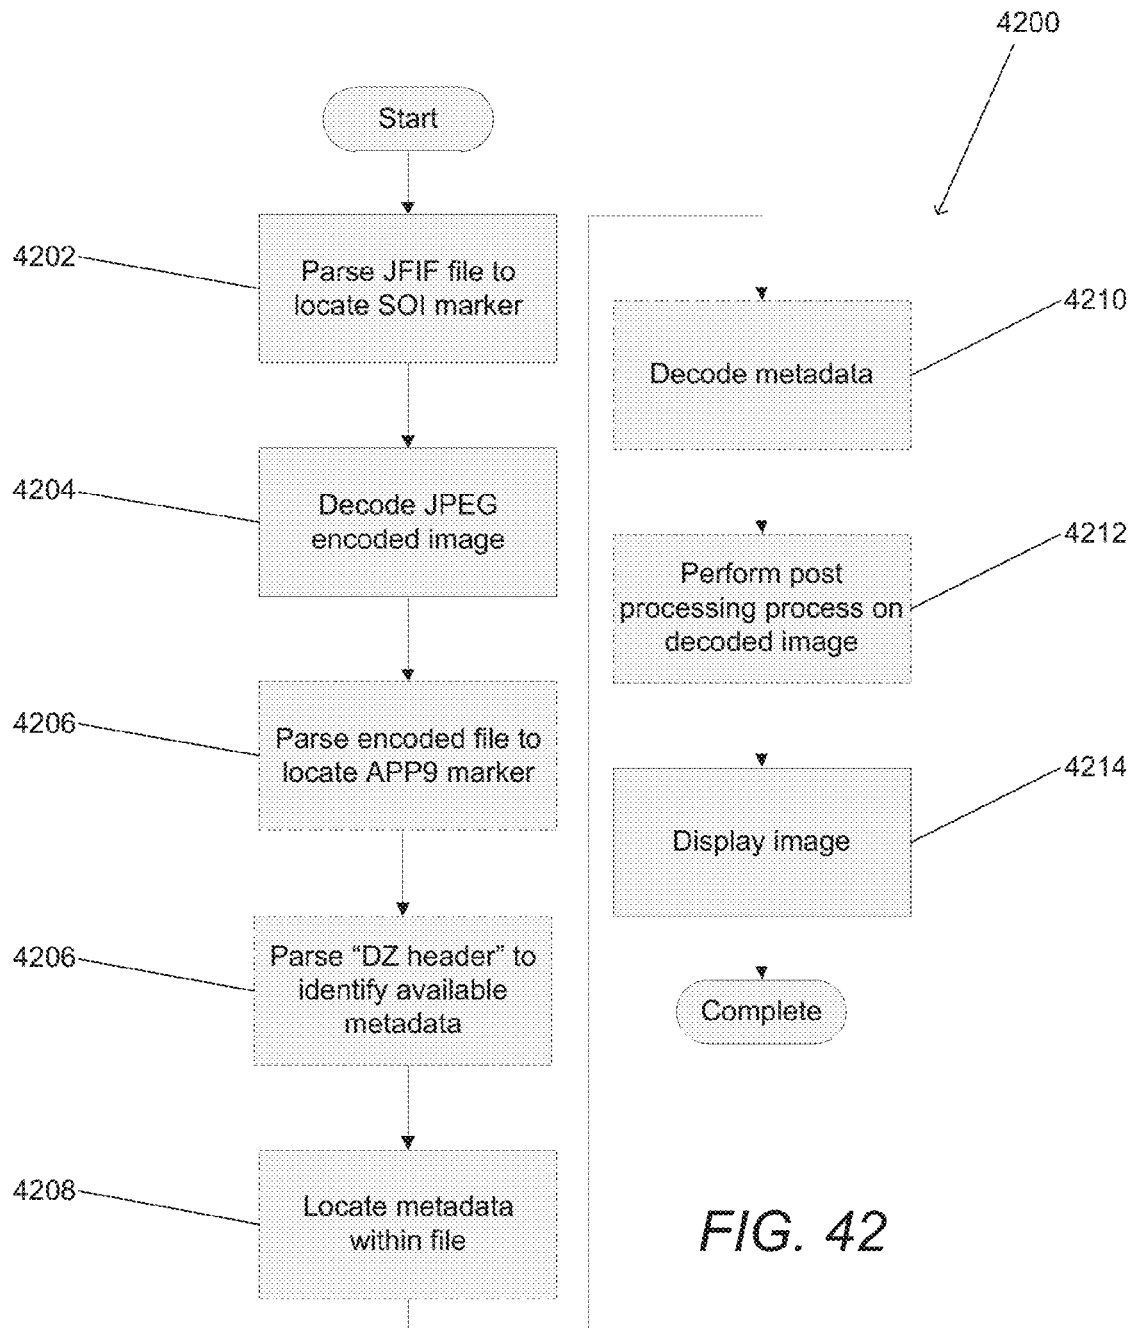 4200
Start
4202
Parse JFIF file to
locate SOI marker
4204
Decode JPEG
encoded image
4206
Parse encoded file to
locate APP9 marker
4206
Parse “DZ header” to
identify available
metadata
4208
Locate metadata
within file
4210
Decode metadata
4212
Perform post
processing process on
decoded image
4214
Display image
Complete
FIG. 42